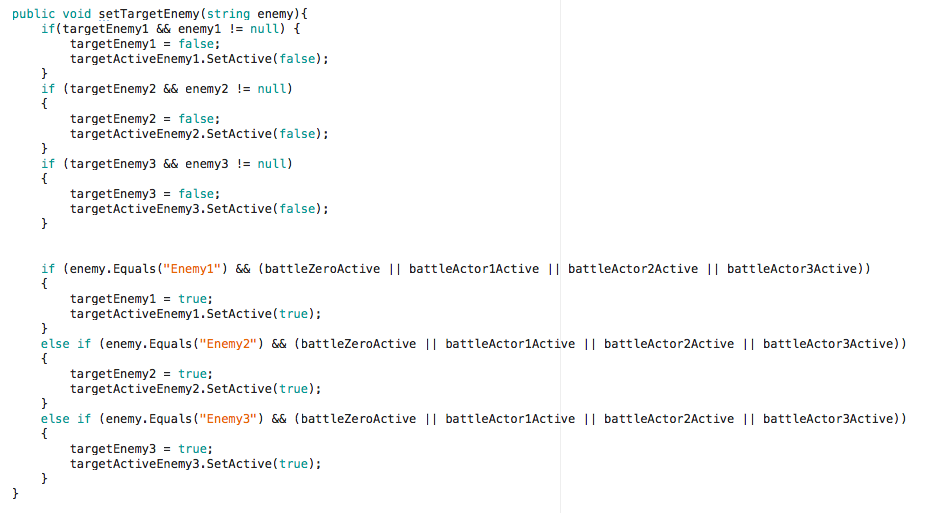 public void setTargetEnemy(string enemy){
    if(targetEnemy1 && enemy1 != null) {
        targetEnemy1 = false;
        targetActiveEnemy1.SetActive(false);
    }
    if (targetEnemy2 && enemy2 != null)
    {
        targetEnemy2 = false;
        targetActiveEnemy2.SetActive(false);
    }
    if (targetEnemy3 && enemy3 != null)
    {
        targetEnemy3 = false;
        targetActiveEnemy3.SetActive(false);
    }
    if (enemy.Equals("Enemy1") && (battleZeroActive || battleActor1Active || battleActor2Active || battleActor3Active))
    {
        targetEnemy1 = true;
        targetActiveEnemy1.SetActive(true);
    }
    else if (enemy.Equals("Enemy2") && (battleZeroActive || battleActor1Active || battleActor2Active || battleActor3Active))
    {
        targetEnemy2 = true;
        targetActiveEnemy2.SetActive(true);
    }
    else if (enemy.Equals("Enemy3") && (battleZeroActive || battleActor1Active || battleActor2Active || battleActor3Active))
    {
        targetEnemy3 = true;
        targetActiveEnemy3.SetActive(true);
    }
}